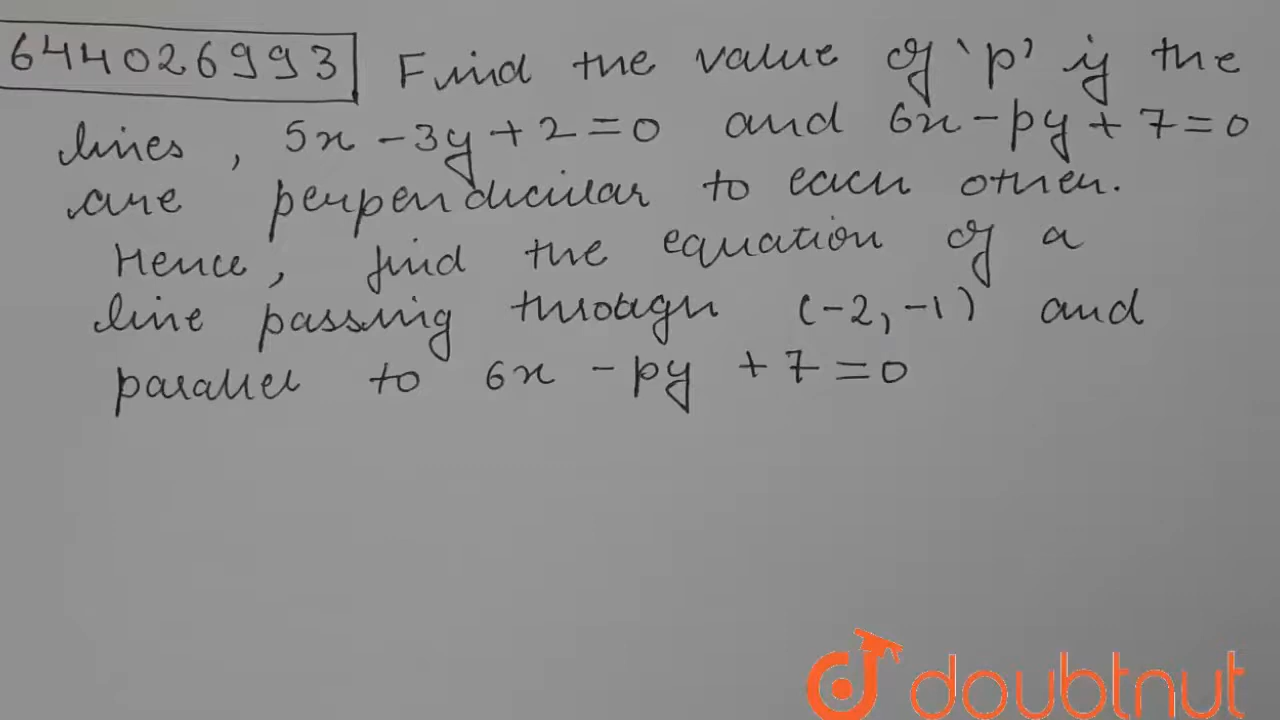 644026993 Find the value of 'p' if the
lines, 5x - 3y + 2 = 0 and 6x - py + 7 = 0
are perpendicular to each other.
Hence, find the equation of a
line passing through (-2, -1) and
parallel to 6x - py + 7 = 0
doubtnut